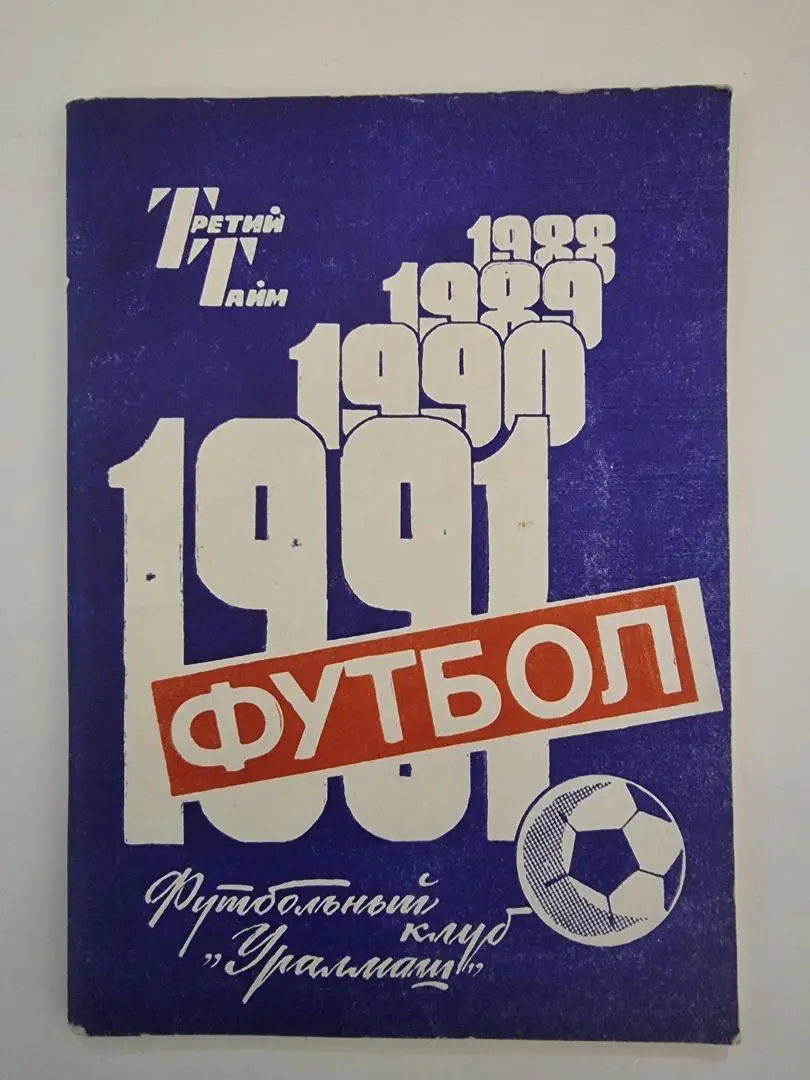 ТРЕТИЙ
ТАЙМ
1988
1989
1990
1991
ФУТБОЛ
Футбольный
клуб
„Уралмаш”